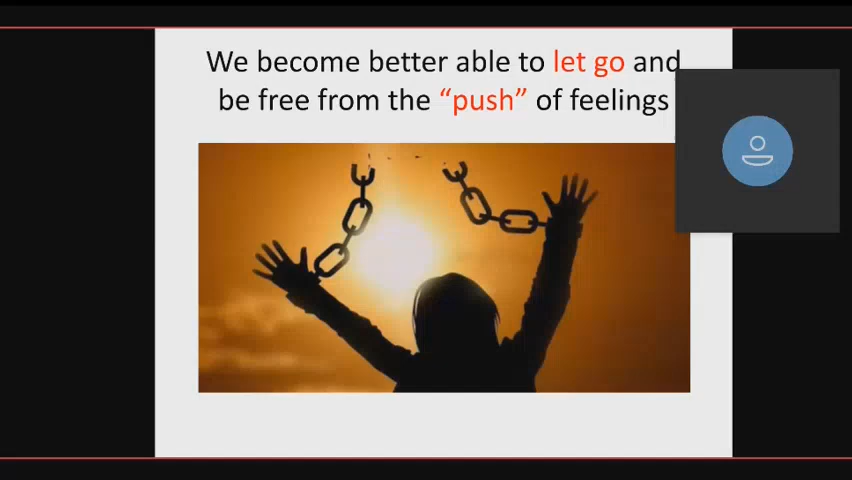 We become better able to let go and
be free from the “push” of feelings